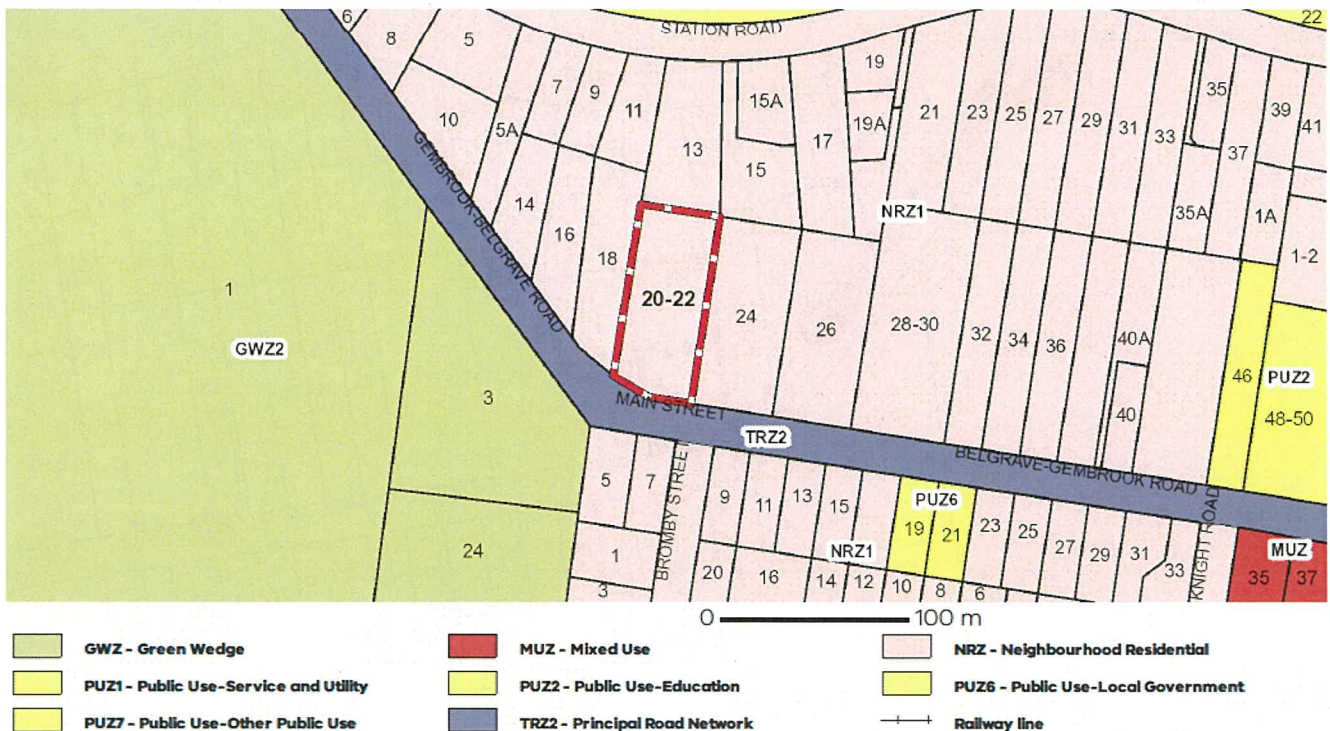 6
8
5
STATION ROAD
22
7
9
11
15A
19
35
39
41
10
5A
13
19A
21
23
25
27
29
31
33
17
15
37
GEMBROOK-BELGRAVE ROAD
14
16
18
NRZ1
35A
1A
1-2
1
GWZ2
20-22
24
26
28-30
32
34
36
40A
46
PUZ2
3
40
48-50
MAIN STREET
TRZ2
BELGRAVE-GEMBROOK ROAD
5
7
BROMBY STREET
9
11
13
15
PUZ6
19
21
23
25
27
29
31
33
KNIGHT ROAD
MUZ
35
37
24
1
3
NRZ1
20
16
14
12
10
8
6
0 100 m
GWZ - Green Wedge
MUZ - Mixed Use
NRZ - Neighbourhood Residential
PUZ1 - Public Use-Service and Utility
PUZ2 - Public Use-Education
PUZ6 - Public Use-Local Government
PUZ7 - Public Use-Other Public Use
TRZ2 - Principal Road Network
Railway line